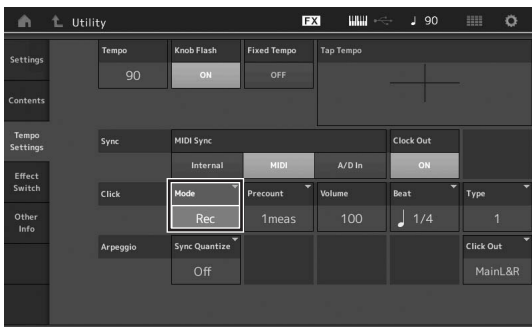 Utility FX 90
Settings
Contents
Tempo Settings
Effect Switch
Other Info
Tempo Knob Flash Fixed Tempo Tap Tempo
90 ON OFF
Sync MIDI Sync Clock Out
Internal MIDI A/D In ON
Click Mode Precount Volume Beat Type
Rec 1meas 100 1/4 1
Arpeggio Sync Quantize Click Out
Off MainL&R